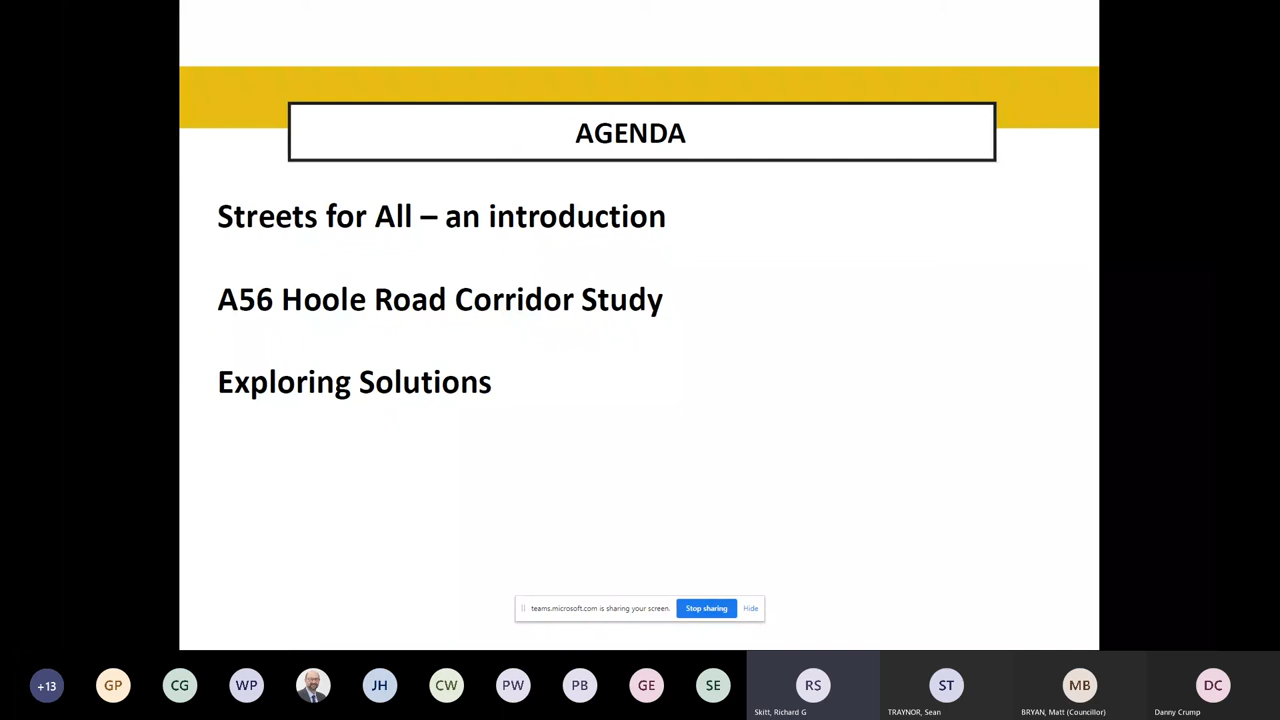 AGENDA
Streets for All – an introduction
A56 Hoole Road Corridor Study
Exploring Solutions
teams.microsoft.com is sharing your screen. Stop sharing Hide
+13 GP CG WP JH CW PW PB GE SE RS ST MB DC
Skitt, Richard G TRAYNOR, Sean BRYAN, Matt (Councillor) Danny Crump